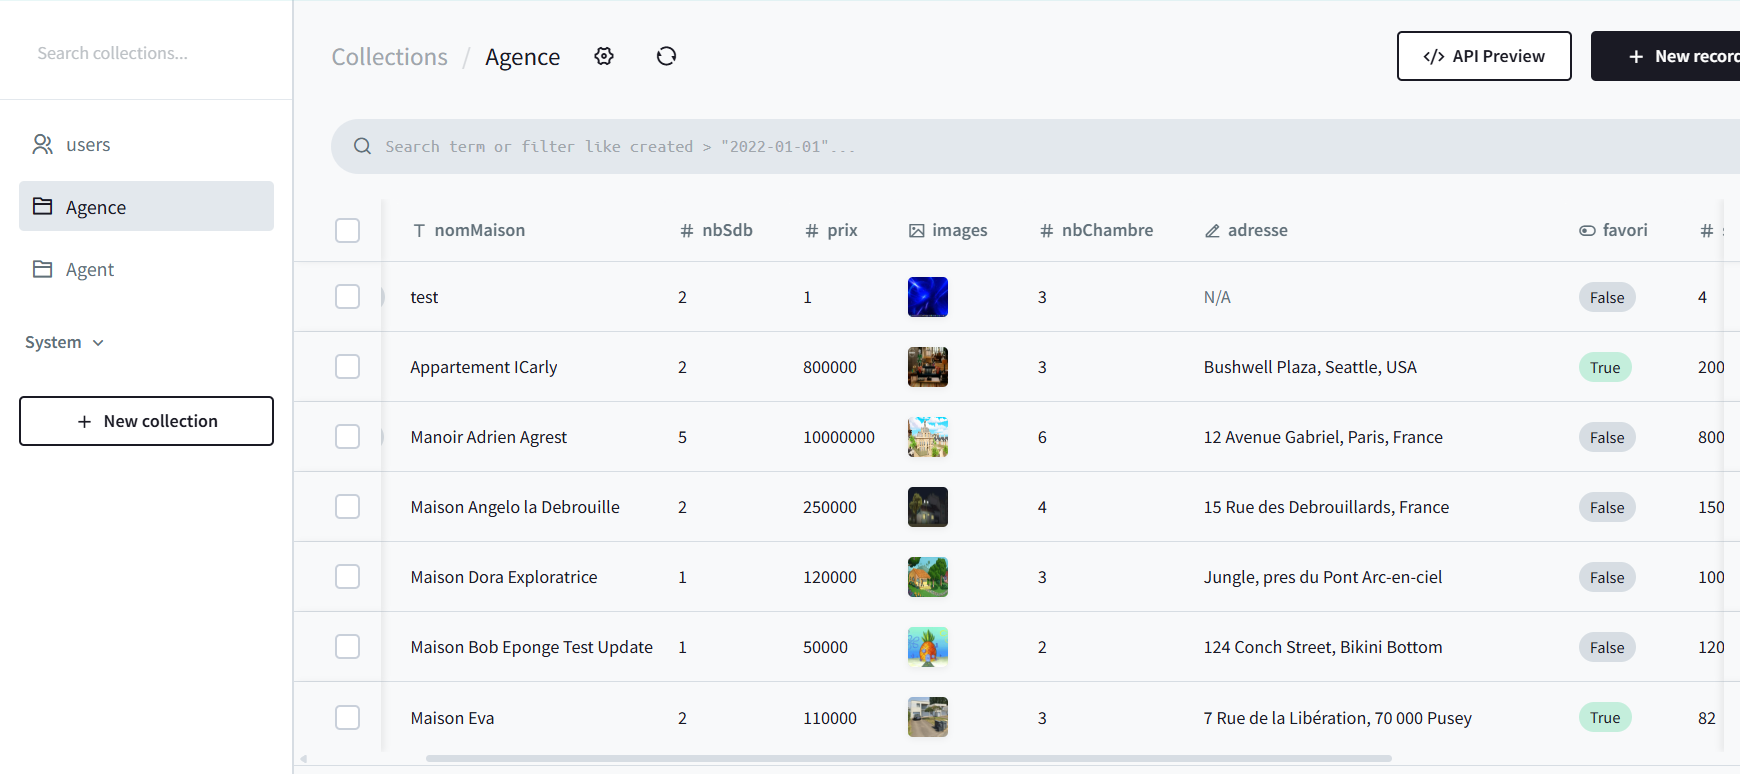 Search collections...
users
Agence
Agent
System
+ New collection
Collections / Agence
</> API Preview
+ New recor
Search term or filter like created > "2022-01-01"...
T nomMaison # nbSdb # prix images # nbChambre adresse favori #
test 2 1 3 N/A False 4
Appartement ICarly 2 800000 3 Bushwell Plaza, Seattle, USA True 200
Manoir Adrien Agrest 5 10000000 6 12 Avenue Gabriel, Paris, France False 800
Maison Angelo la Debrouille 2 250000 4 15 Rue des Debrouillards, France False 150
Maison Dora Exploratrice 1 120000 3 Jungle, pres du Pont Arc-en-ciel False 100
Maison Bob Eponge Test Update 1 50000 2 124 Conch Street, Bikini Bottom False 120
Maison Eva 2 110000 3 7 Rue de la Libération, 70 000 Pusey True 82